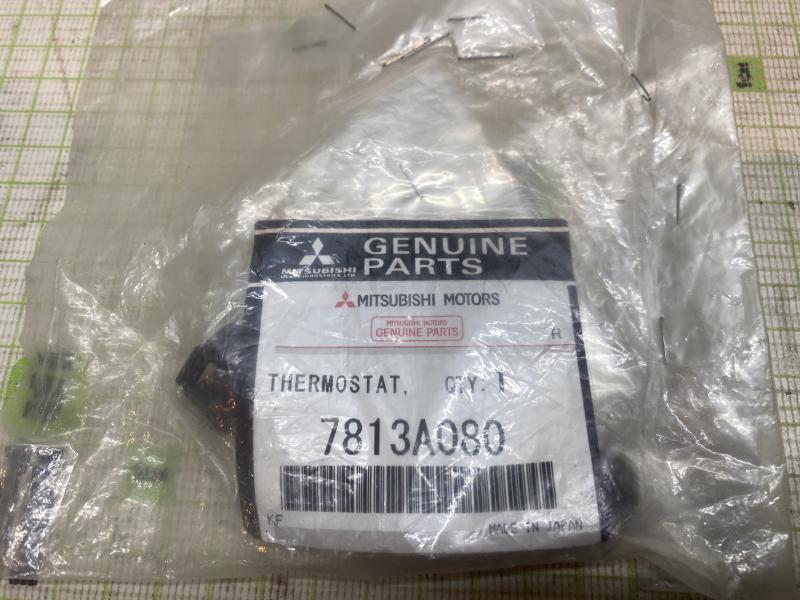 GENUINE
PARTS
MITSUBISHI
MITSUBISHI MOTORS
MITSUBISHI MOTORS
GENUINE PARTS
THERMOSTAT, QTY: 1
7813A080
KF
MADE IN JAPAN